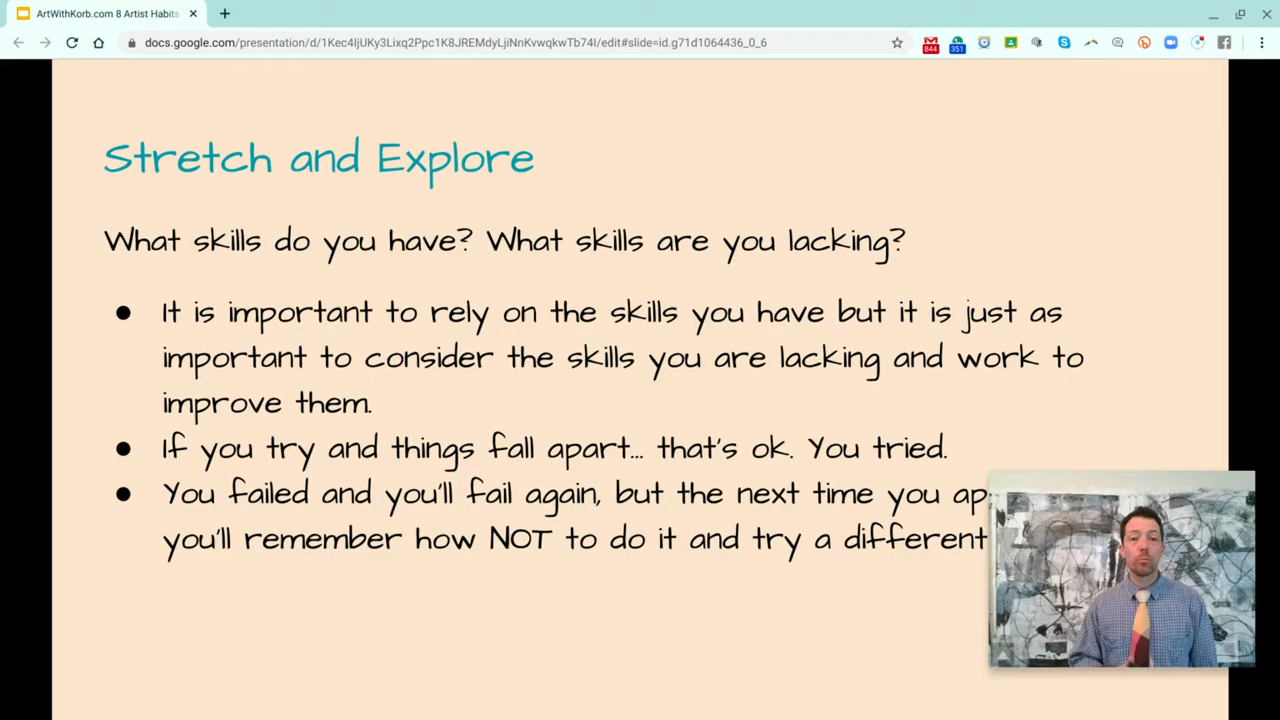 ArtWithKorb.com 8 Artist Habits
docs.google.com/presentation/d/1Kec4IjUKy3Lixq2Ppc1K8JREMdyLjiNnKvwqkwTb74I/edit#slide=id.g71d1064436_0_6
844
351
Stretch and Explore
What skills do you have? What skills are you lacking?
● It is important to rely on the skills you have but it is just as
important to consider the skills you are lacking and work to
improve them.
● If you try and things fall apart... that's ok. You tried.
● You failed and you'll fail again, but the next time you ap
you'll remember how NOT to do it and try a different